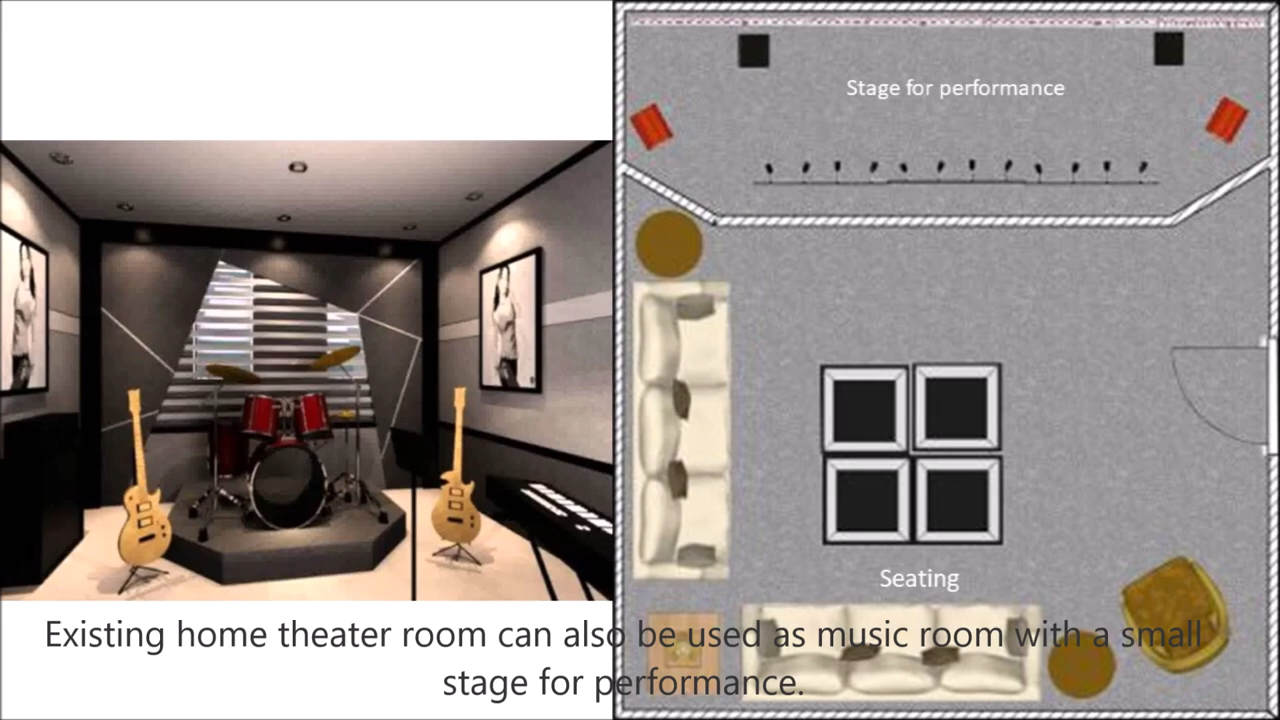 Stage for performance
Seating
Existing home theater room can also be used as music room with a small
stage for performance.